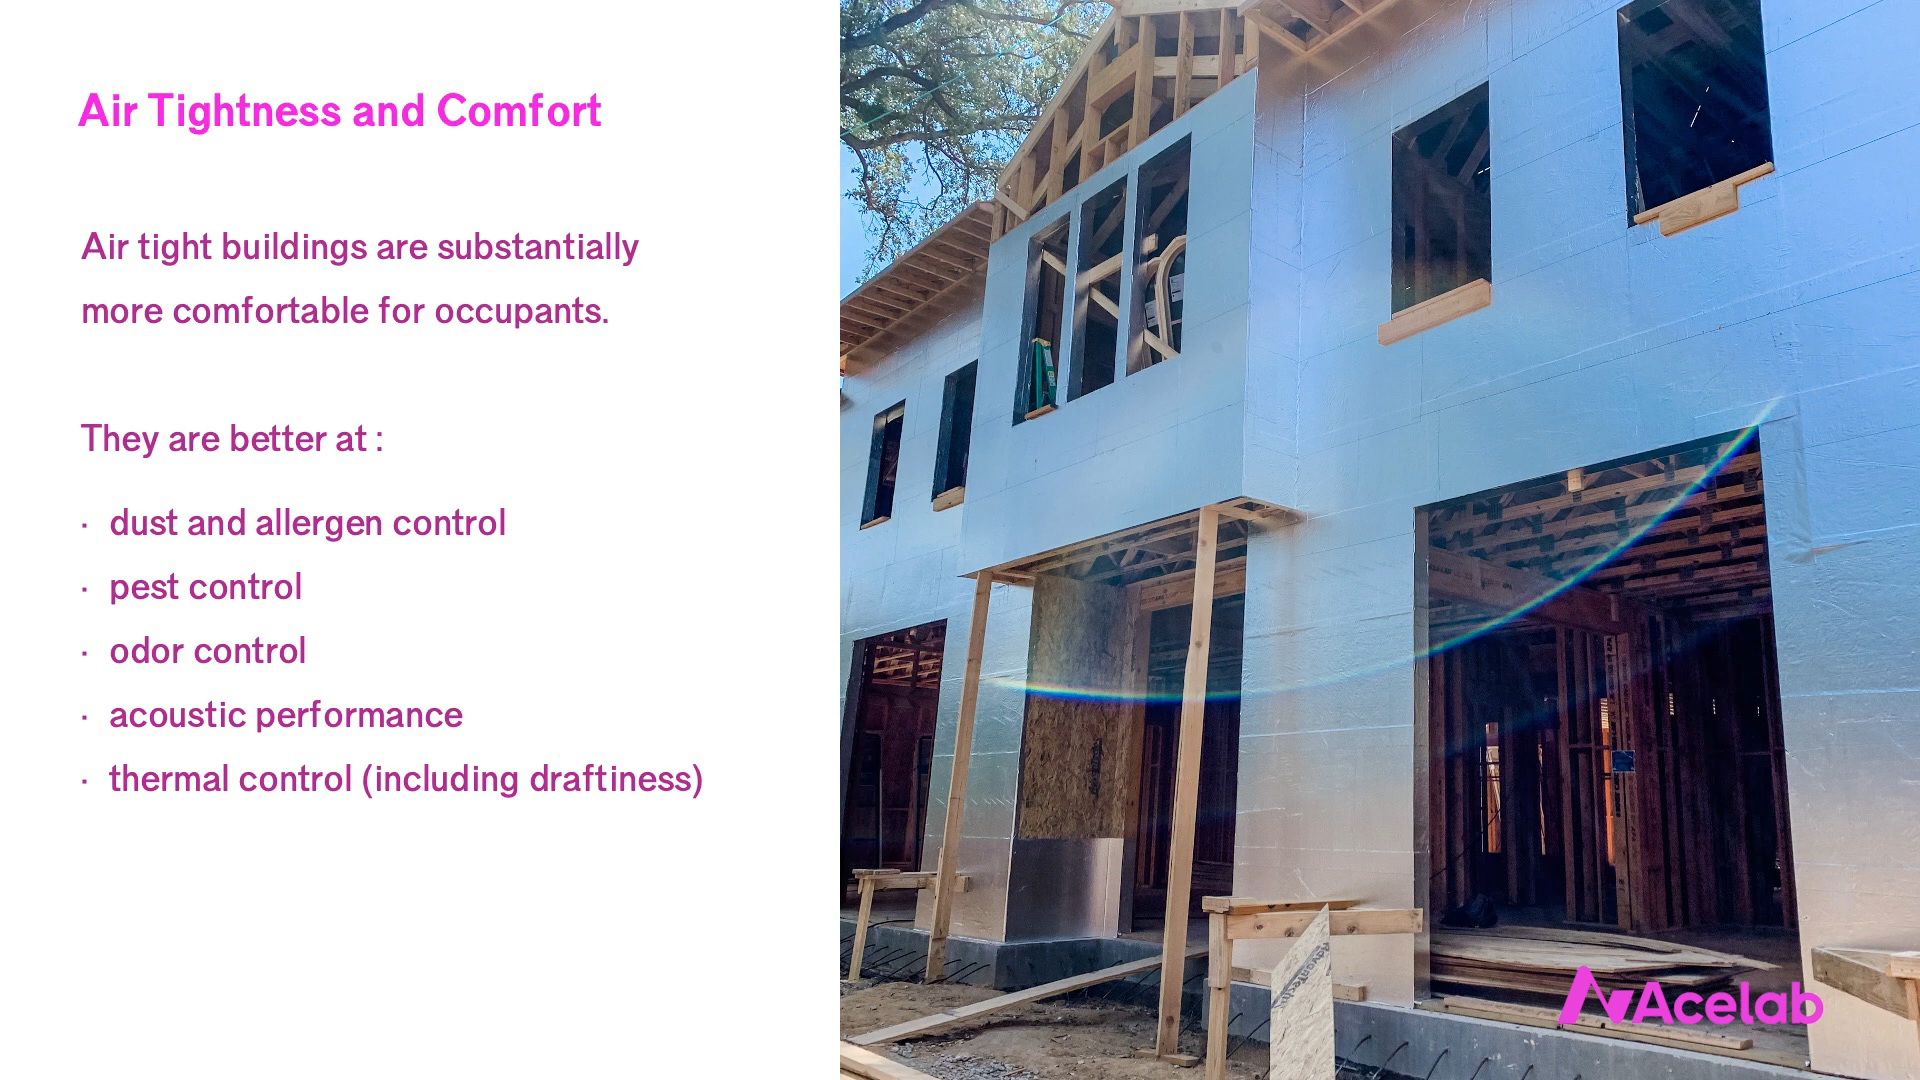 Air Tightness and Comfort
Air tight buildings are substantially
more comfortable for occupants.
They are better at :
· dust and allergen control
· pest control
· odor control
· acoustic performance
· thermal control (including draftiness)
AdvanTech
Acelab